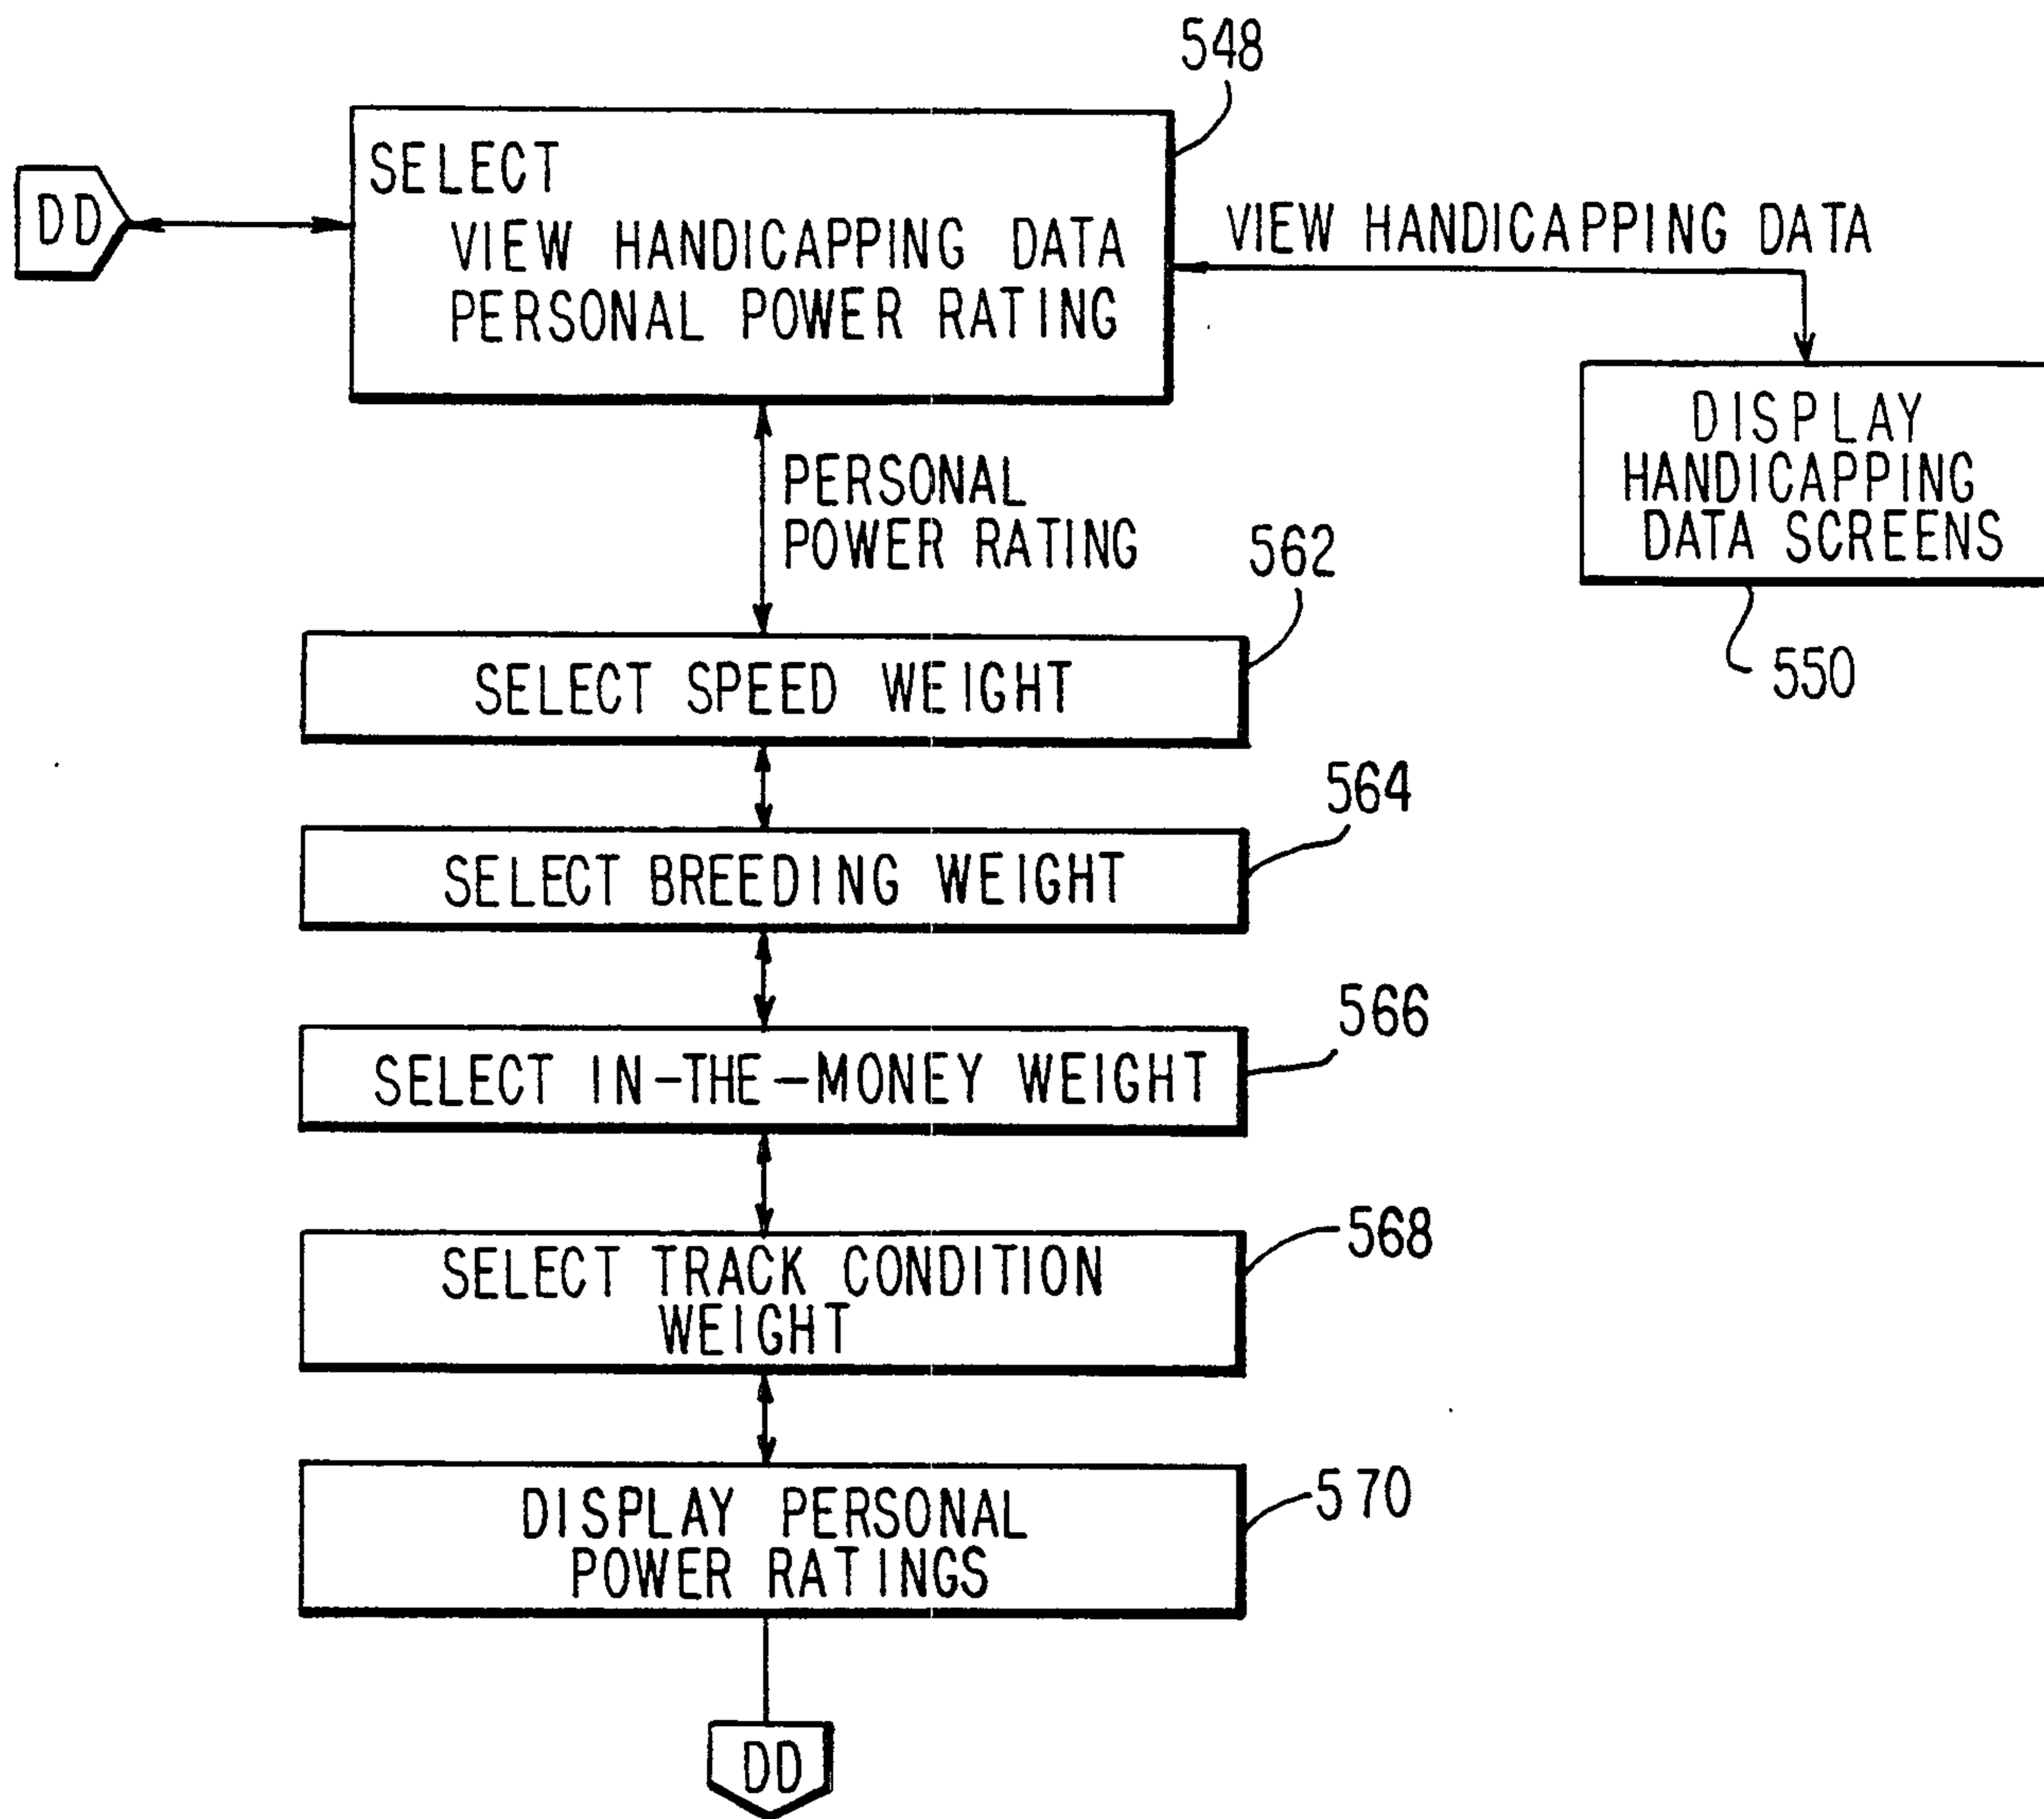 548
SELECT
VIEW HANDICAPPING DATA
PERSONAL POWER RATING
DD
VIEW HANDICAPPING DATA
DISPLAY
HANDICAPPING
DATA SCREENS
550
PERSONAL
POWER RATING
562
SELECT SPEED WEIGHT
564
SELECT BREEDING WEIGHT
566
SELECT IN-THE-MONEY WEIGHT
568
SELECT TRACK CONDITION
WEIGHT
570
DISPLAY PERSONAL
POWER RATINGS
DD